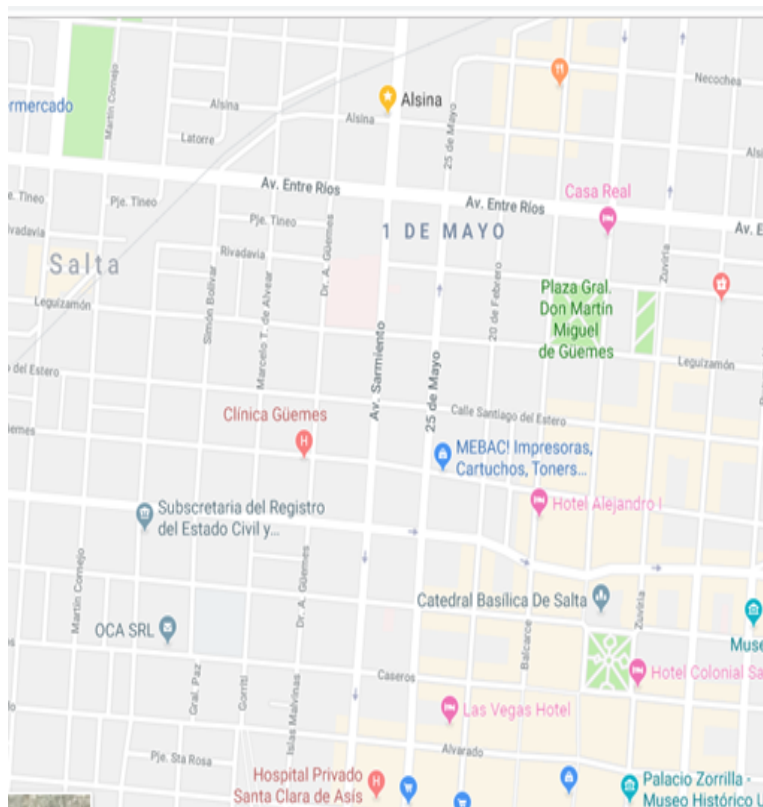 Necochea
Martín Cornejo
ermercado
Alsina
Alsina
Alsina
Latorre
25 de Mayo
Alsi
Av. Entre Ríos
Casa Real
e. Tineo
Pje. Tineo
Av. Entre Ríos
Pje. Tineo
Dr. A. Güemes
1 DE MAYO
Av. E
Rivadavia
ivadavia
Salta
Zuviría
Simón Bolívar
Marcelo T. de Alvear
20 de Febrero
Plaza Gral.
Don Martín
Miguel
de Güemes
Leguizamón
Av. Sarmiento
25 de Mayo
Leguizamón
o del Estero
Clínica Güemes
Calle Santiago del Estero
iemes
MEBAC! Impresoras,
Cartuchos, Toners...
Hotel Alejandro I
Subscretaria del Registro
del Estado Civil y...
Martín Cornejo
Dr. A. Güemes
Catedral Basílica De Salta
Zuviría
OCA SRL
Balcarce
Muse
Gral. Paz
Gorriti
Islas Malvinas
Caseros
Hotel Colonial Sa
Las Vegas Hotel
Alvarado
Pje. Sta Rosa
Hospital Privado
Santa Clara de Asís
Palacio Zorrilla -
Museo Histórico U